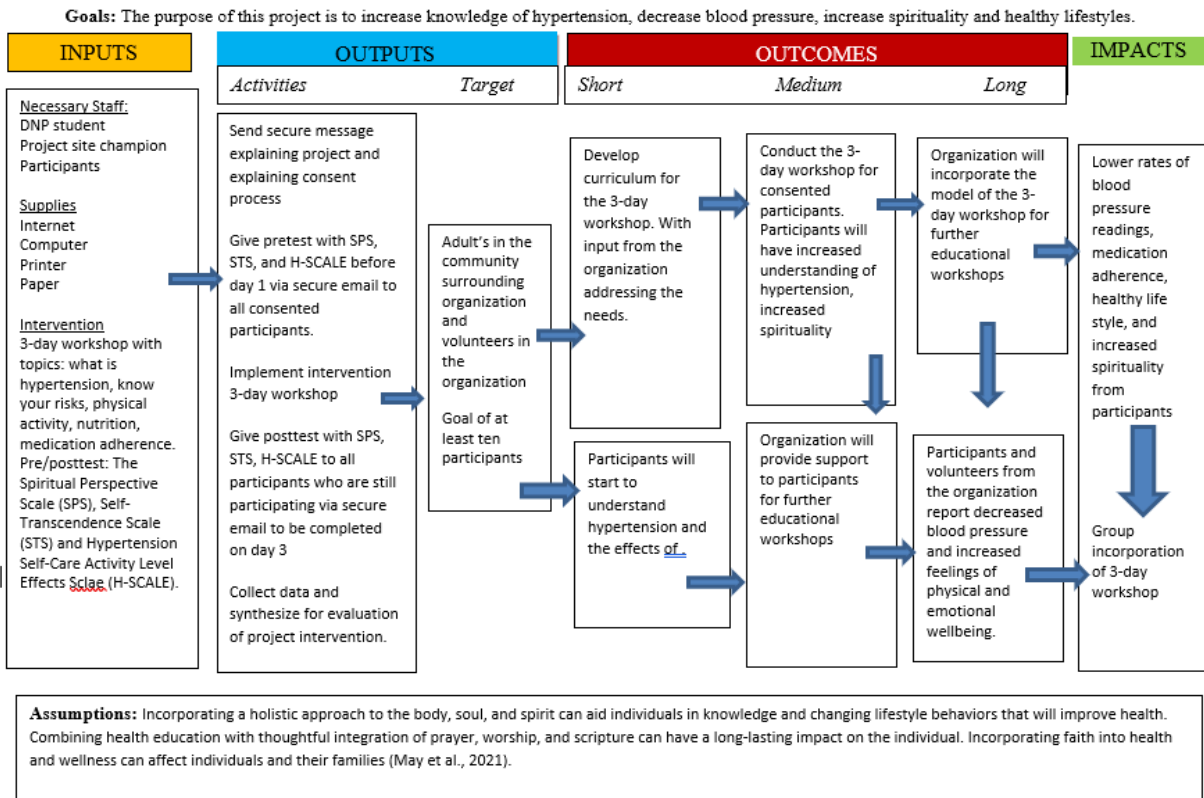 Goals: The purpose of this project is to increase knowledge of hypertension, decrease blood pressure, increase spirituality and healthy lifestyles.
INPUTS
OUTPUTS
OUTCOMES
IMPACTS
Activities
Target
Short
Medium
Long
Necessary Staff:
DNP student
Project site champion
Participants
Supplies
Internet
Computer
Printer
Paper
Intervention
3-day workshop with
topics: what is
hypertension, know
your risks, physical
activity, nutrition,
medication adherence.
Pre/posttest: The
Spiritual Perspective
Scale (SPS), Self-
Transcendence Scale
(STS) and Hypertension
Self-Care Activity Level
Effects Sclae (H-SCALE).
Send secure message
explaining project and
explaining consent
process
Give pretest with SPS,
STS, and H-SCALE before
day 1 via secure email to
all consented
participants.
Implement intervention
3-day workshop
Give posttest with SPS,
STS, H-SCALE to all
participants who are still
participating via secure
email to be completed
on day 3
Collect data and
synthesize for evaluation
of project intervention.
Adult's in the
community
surrounding
organization
and
volunteers in
the
organization
Goal of at
least ten
participants
Develop
curriculum for
the 3-day
workshop. With
input from the
organization
addressing the
needs.
Participants will
start to
understand
hypertension and
the effects of .
Conduct the 3-
day workshop for
consented
participants.
Participants will
have increased
understanding of
hypertension,
increased
spirituality
Organization will
provide support
to participants
for further
educational
workshops
Organization will
incorporate the
model of the 3-
day workshop for
further
educational
workshops
Participants and
volunteers from
the organization
report decreased
blood pressure
and increased
feelings of
physical and
emotional
wellbeing.
Lower rates of
blood
pressure
readings,
medication
adherence,
healthy life
style, and
increased
spirituality
from
participants
Group
incorporation
of 3-day
workshop
Assumptions: Incorporating a holistic approach to the body, soul, and spirit can aid individuals in knowledge and changing lifestyle behaviors that will improve health.
Combining health education with thoughtful integration of prayer, worship, and scripture can have a long-lasting impact on the individual. Incorporating faith into health
and wellness can affect individuals and their families (May et al., 2021).